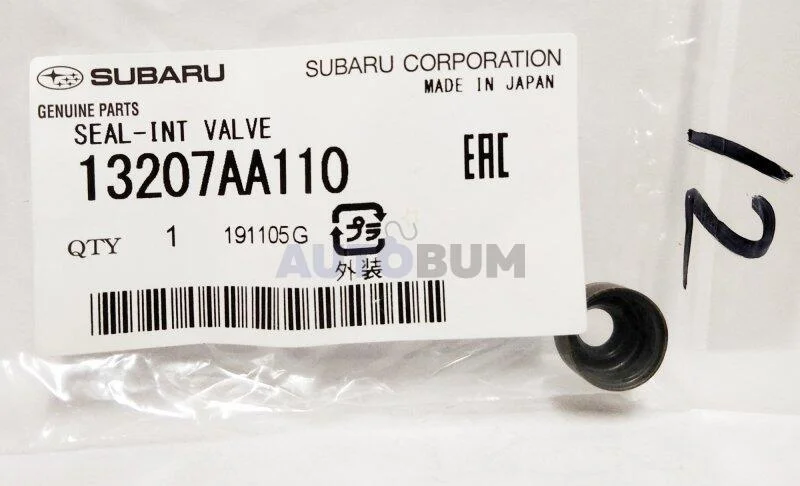 SUBARU
SUBARU CORPORATION
MADE IN JAPAN
GENUINE PARTS
SEAL-INT VALVE
13207AA110
EAC
QTY 1 191105G
プラ
外装
AUTOBUM
12